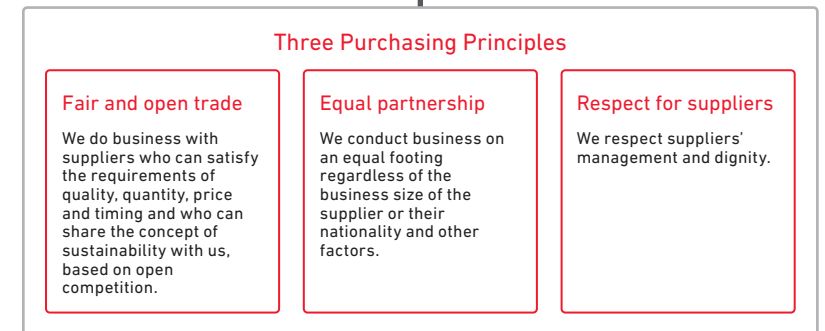 Three Purchasing Principles
Fair and open trade
We do business with
suppliers who can satisfy
the requirements of
quality, quantity, price
and timing and who can
share the concept of
sustainability with us,
based on open
competition.
Equal partnership
We conduct business on
an equal footing
regardless of the
business size of the
supplier or their
nationality and other
factors.
Respect for suppliers
We respect suppliers’
management and dignity.